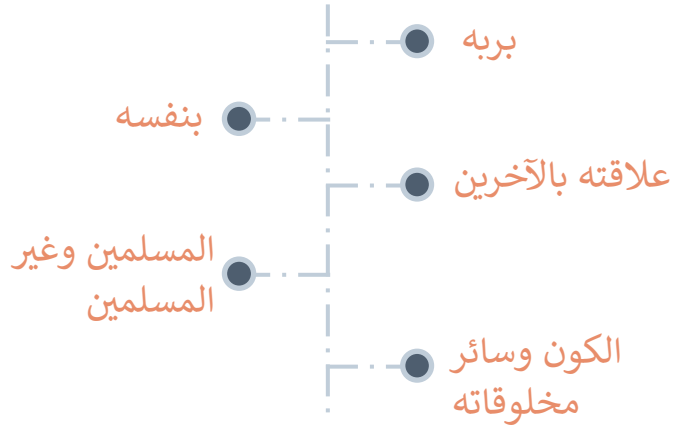 بربه
بنفسه
علاقته بالآخرين
المسلمين وغير
المسلمين
الكون وسائر
مخلوقاته